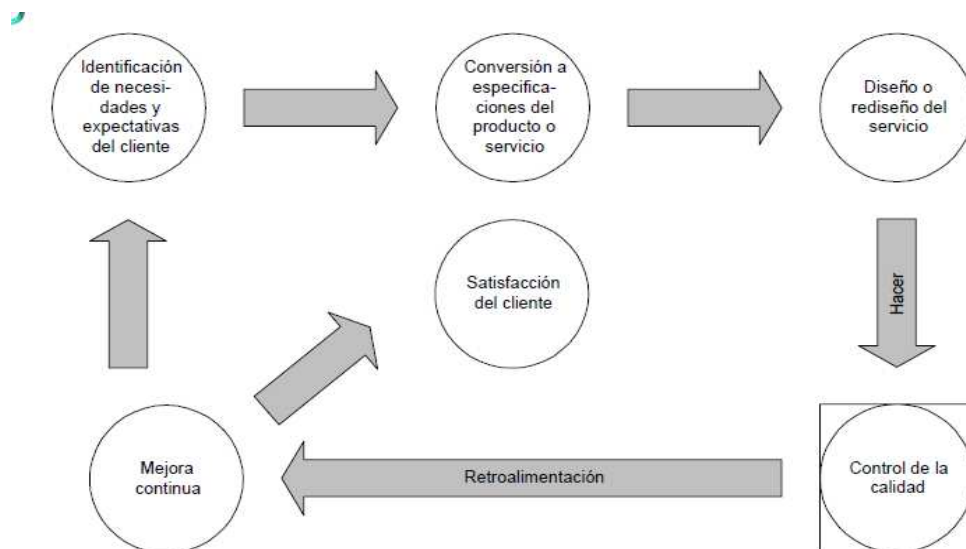 Identificación
de necesi-
dades y
expectativas
del cliente
Conversión a
especifica-
ciones del
producto o
servicio
Diseño o
rediseño del
servicio
Satisfacción
del cliente
Hacer
Mejora
continua
Retroalimentación
Control de la
calidad